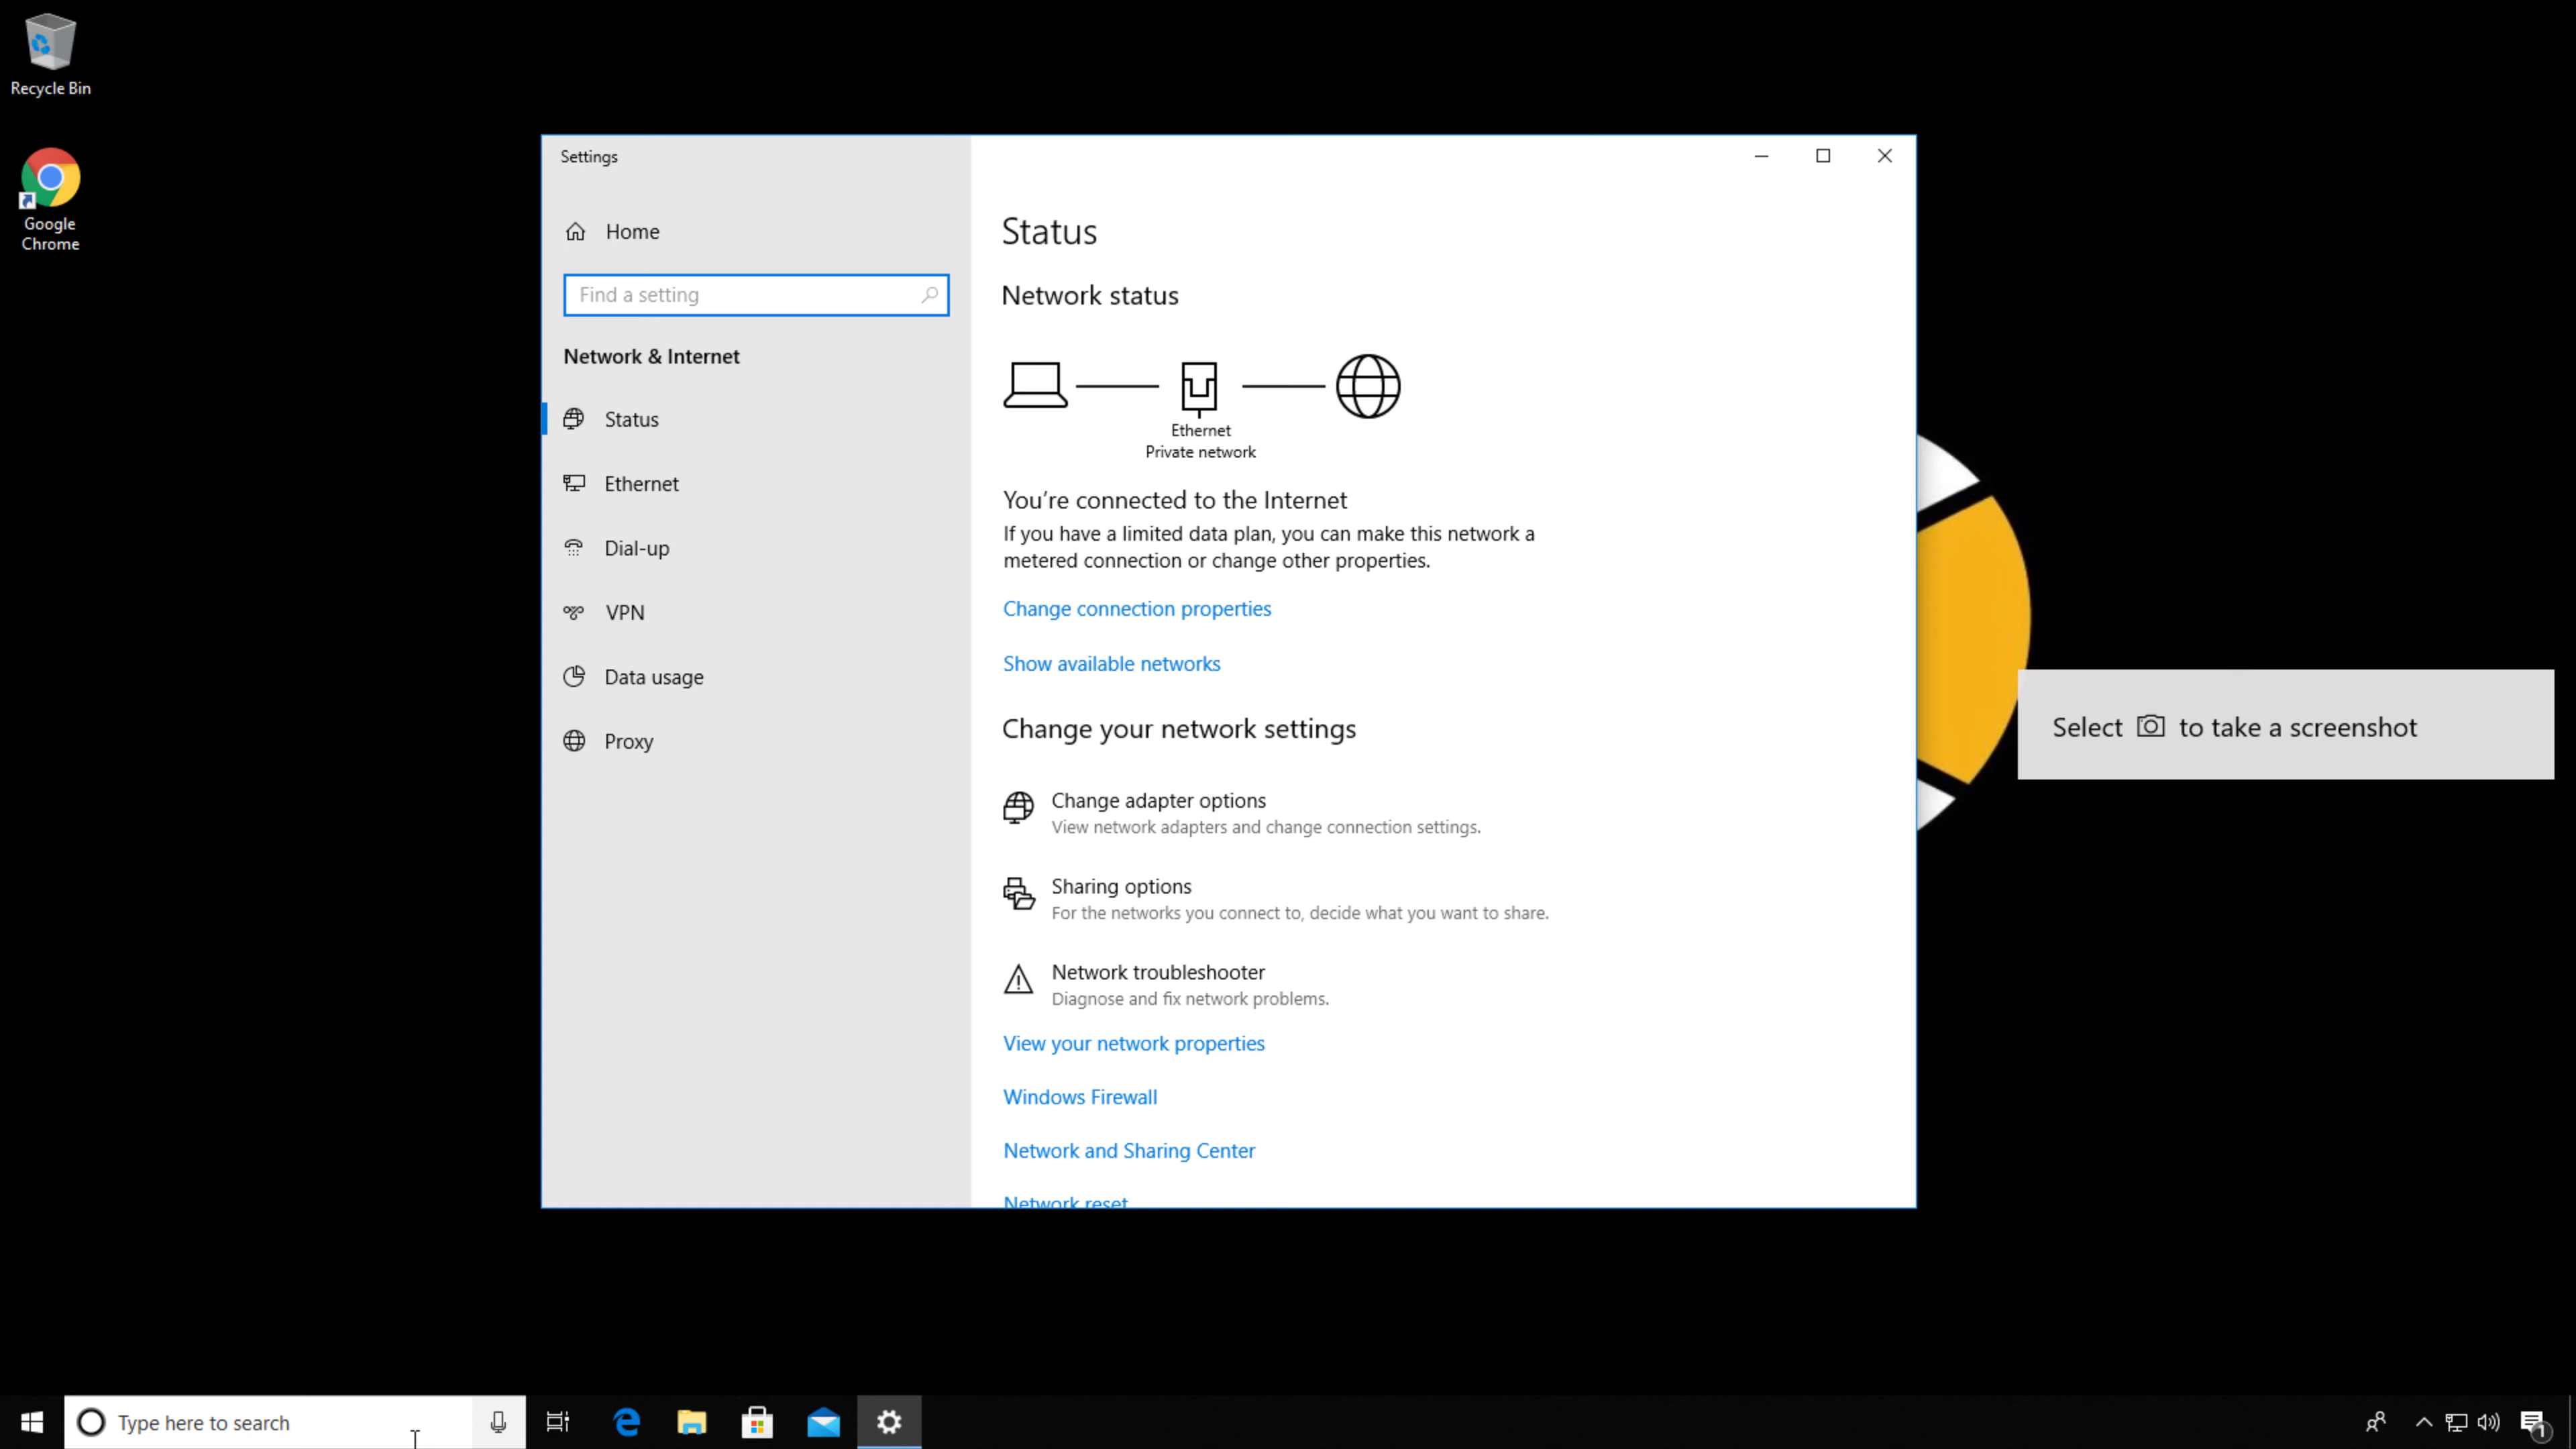 Recycle Bin
Google
Chrome
Settings
Home
Find a setting
Network & Internet
Status
Ethernet
Dial-up
VPN
Data usage
Proxy
Status
Network status
Ethernet
Private network
You’re connected to the Internet
If you have a limited data plan, you can make this network a
metered connection or change other properties.
Change connection properties
Show available networks
Change your network settings
Change adapter options
View network adapters and change connection settings.
Sharing options
For the networks you connect to, decide what you want to share.
Network troubleshooter
Diagnose and fix network problems.
View your network properties
Windows Firewall
Network and Sharing Center
Network reset
Select to take a screenshot
Type here to search
1